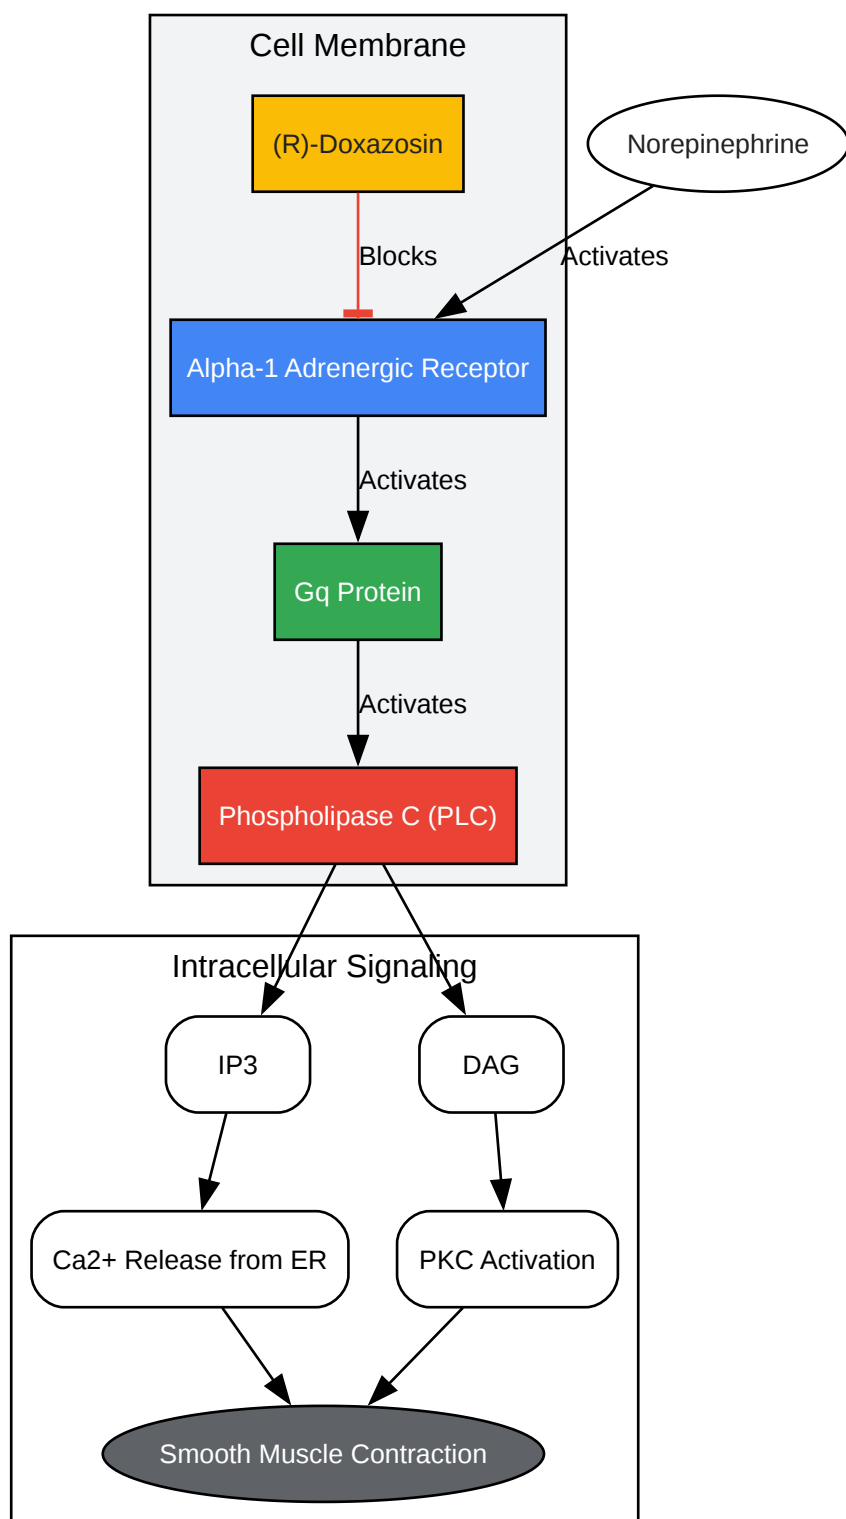 Cell Membrane
(R)-Doxazosin
Norepinephrine
Blocks
Activates
Alpha-1 Adrenergic Receptor
Activates
Gq Protein
Activates
Phospholipase C (PLC)
Intracellular Signaling
IP3
DAG
Ca2+ Release from ER
PKC Activation
Smooth Muscle Contraction